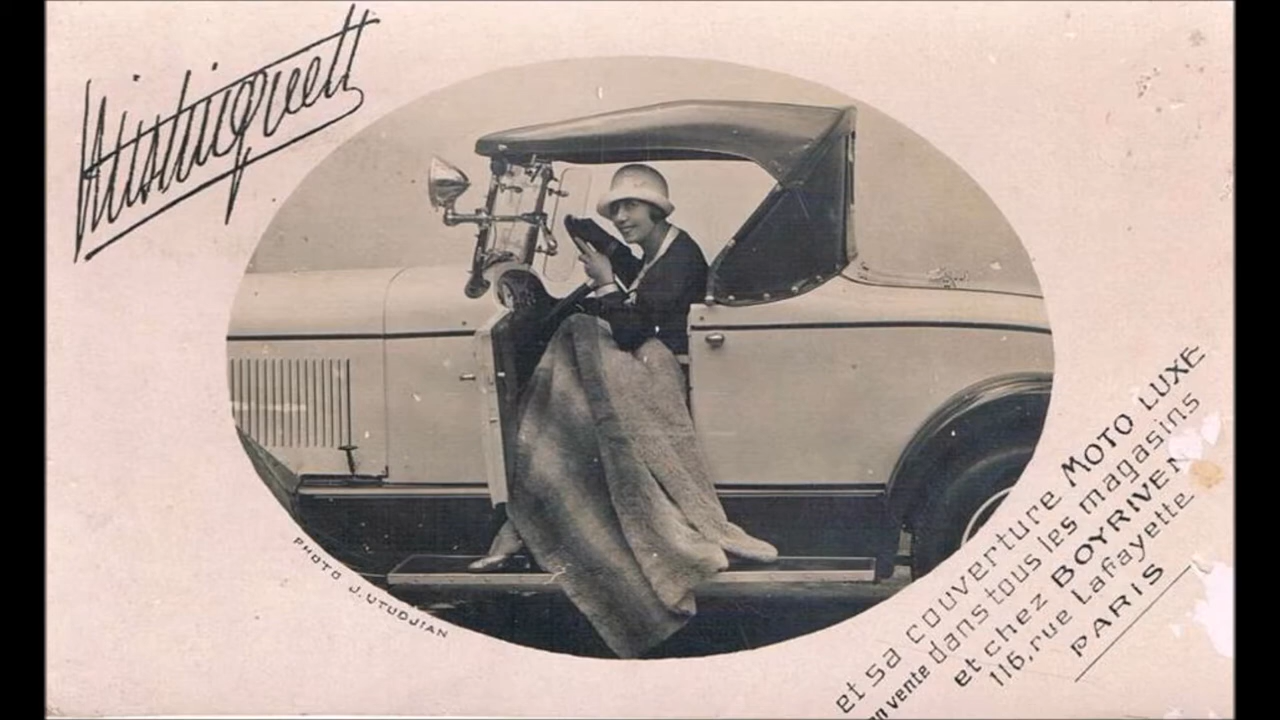 Mistinguett
PHOTO J. UTUDJIAN
et sa couverture MOTO LUXE
en vente dans tous les magasins
et chez BOYRIVEN
116, rue Lafayette
PARIS